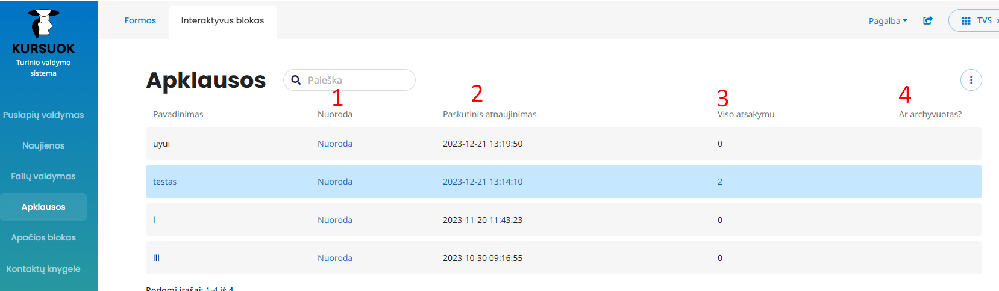 KURSUOK
Turinio valdymo
sistema
Puslapių valdymas
Naujienos
Failų valdymas
Apklausos
Apačios blokas
Kontaktų knygelė
Formos Interaktyvus blokas Pagalba TVS
Apklausos Paieška
1 2 3 4
Pavadinimas Nuoroda Paskutinis atnaujinimas Viso atsakymu Ar archyvuotas?
uyui Nuoroda 2023-12-21 13:19:50 0
testas Nuoroda 2023-12-21 13:14:10 2
l Nuoroda 2023-11-20 11:43:23 0
lll Nuoroda 2023-10-30 09:16:55 0
Rodomi įrašai: 1-4 iš 4